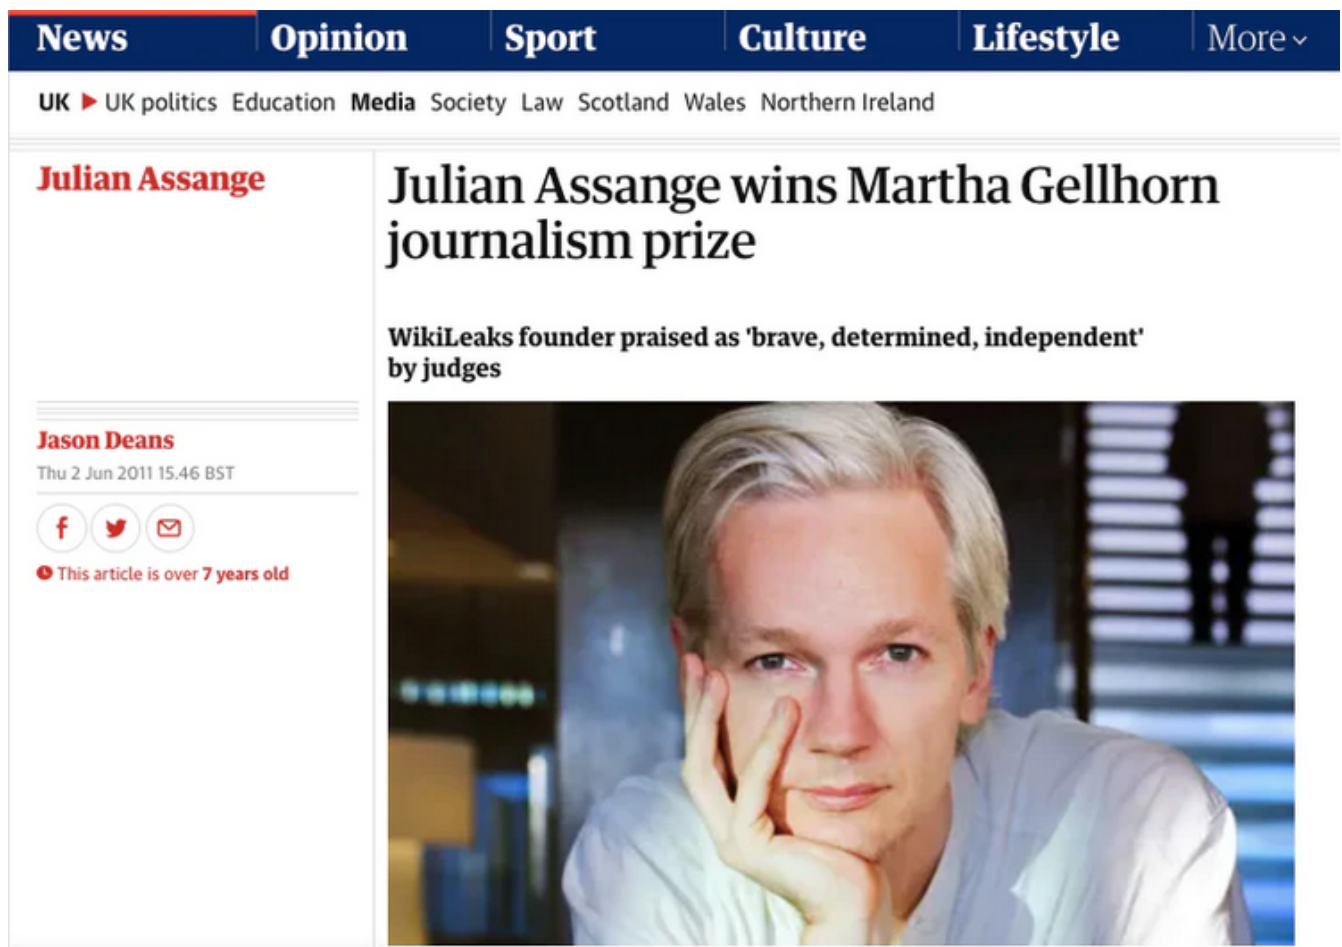 News Opinion Sport Culture Lifestyle More
UK UK politics Education Media Society Law Scotland Wales Northern Ireland
Julian Assange
Julian Assange wins Martha Gellhorn
journalism prize
WikiLeaks founder praised as 'brave, determined, independent'
by judges
Jason Deans
Thu 2 Jun 2011 15.46 BST
This article is over 7 years old